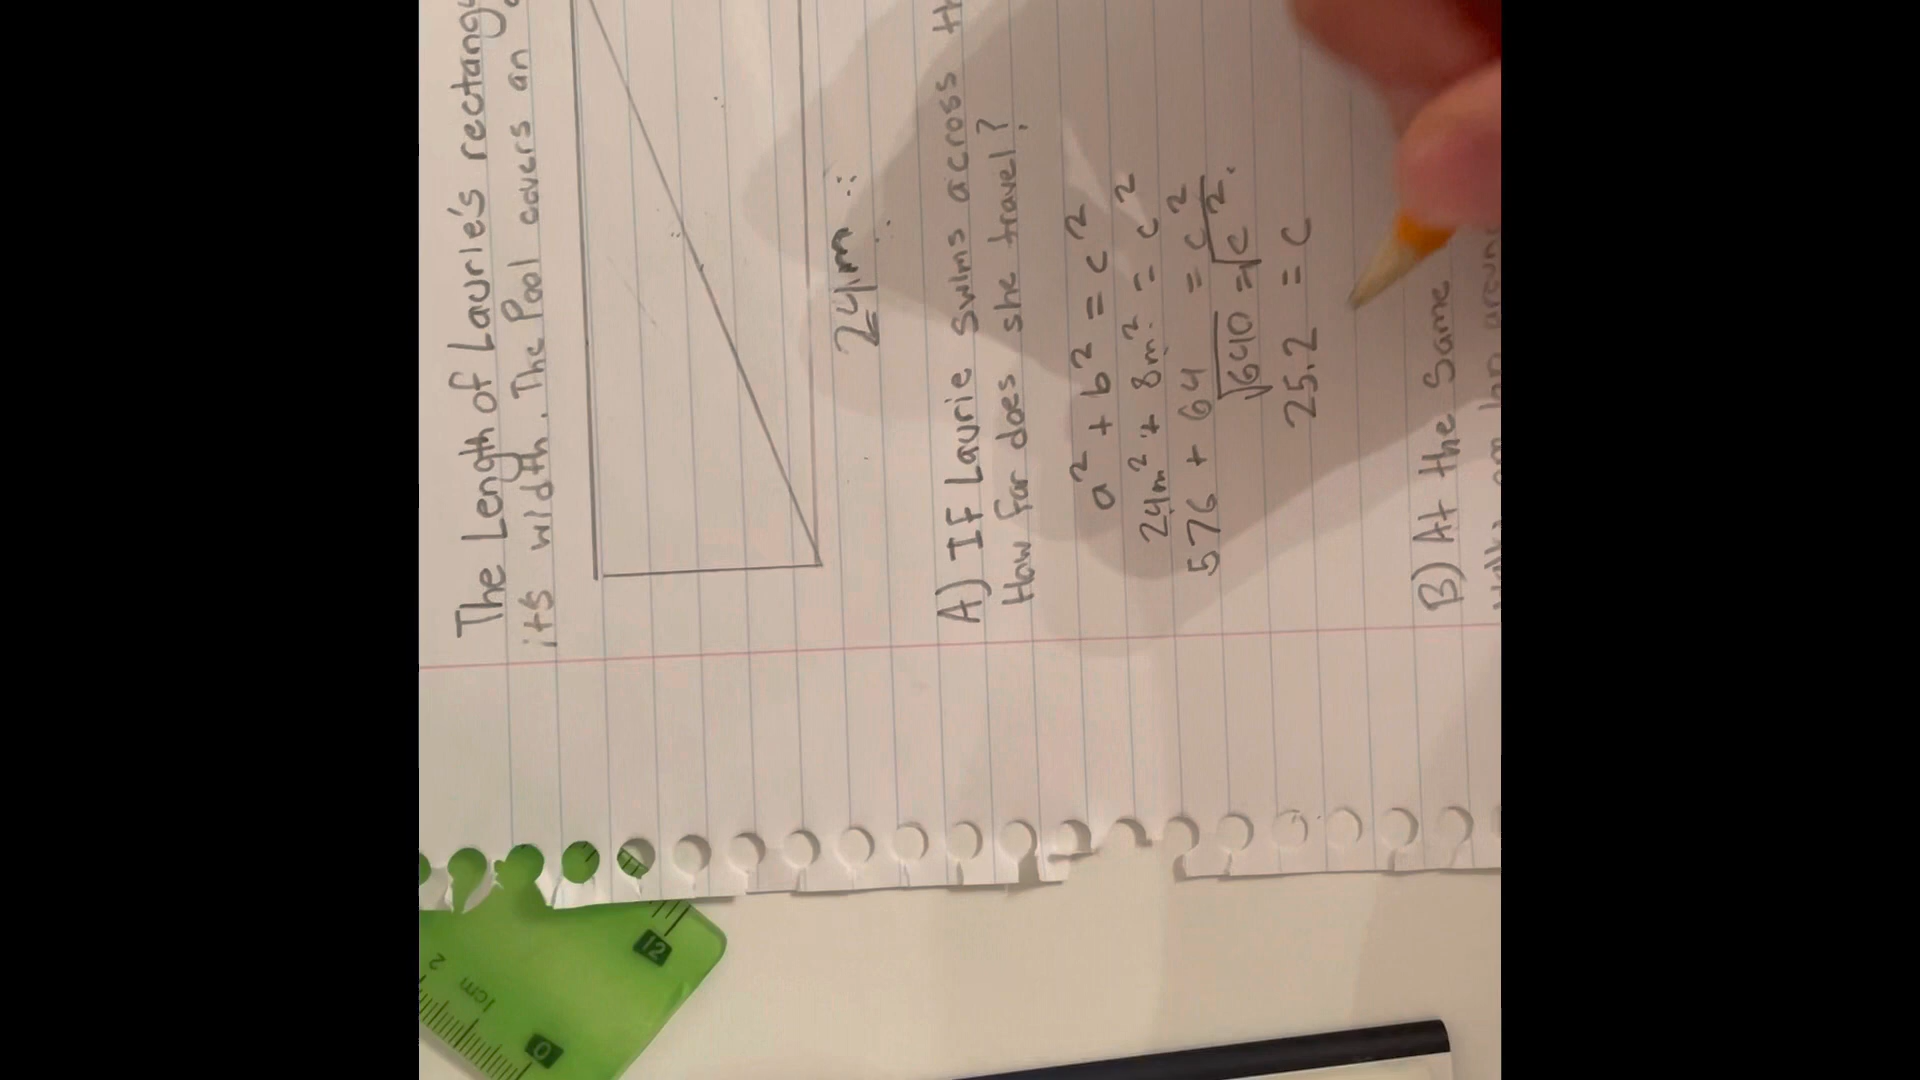 The Length of Laurie's rectang
it's width. The Pool covers an
24m
A) IF Laurie Swims across th
How far does she travel?
a² + b² = c²
24m² + 8m² = c²
576 + 64 = c²
√640 = √c²
25.2 = c
B) At the Same
12
2
1cm
0